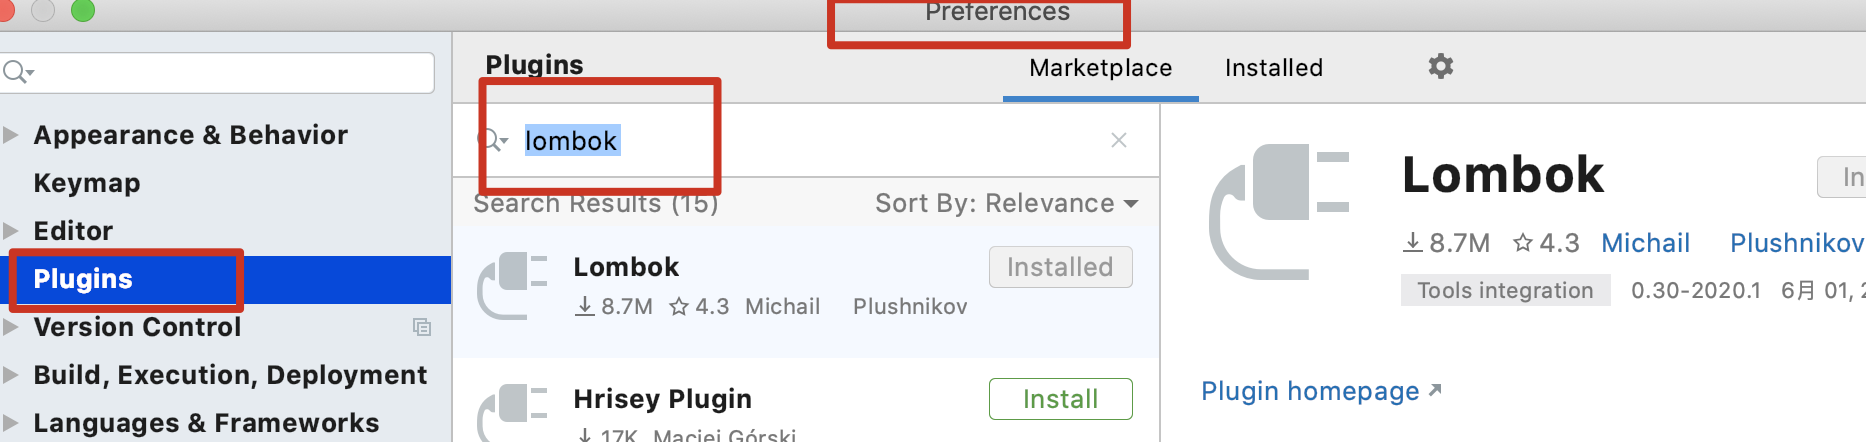 Preferences
Plugins
Marketplace
Installed
Appearance & Behavior
Keymap
Editor
Plugins
Version Control
Build, Execution, Deployment
Languages & Frameworks
lombok
Search Results (15)
Sort By: Relevance
Lombok
Installed
8.7M 4.3 Michail Plushnikov
Hrisey Plugin
Install
17K Maciej Górski
Lombok
In
8.7M 4.3 Michail Plushnikov
Tools integration 0.30-2020.1 6月 01, 2
Plugin homepage